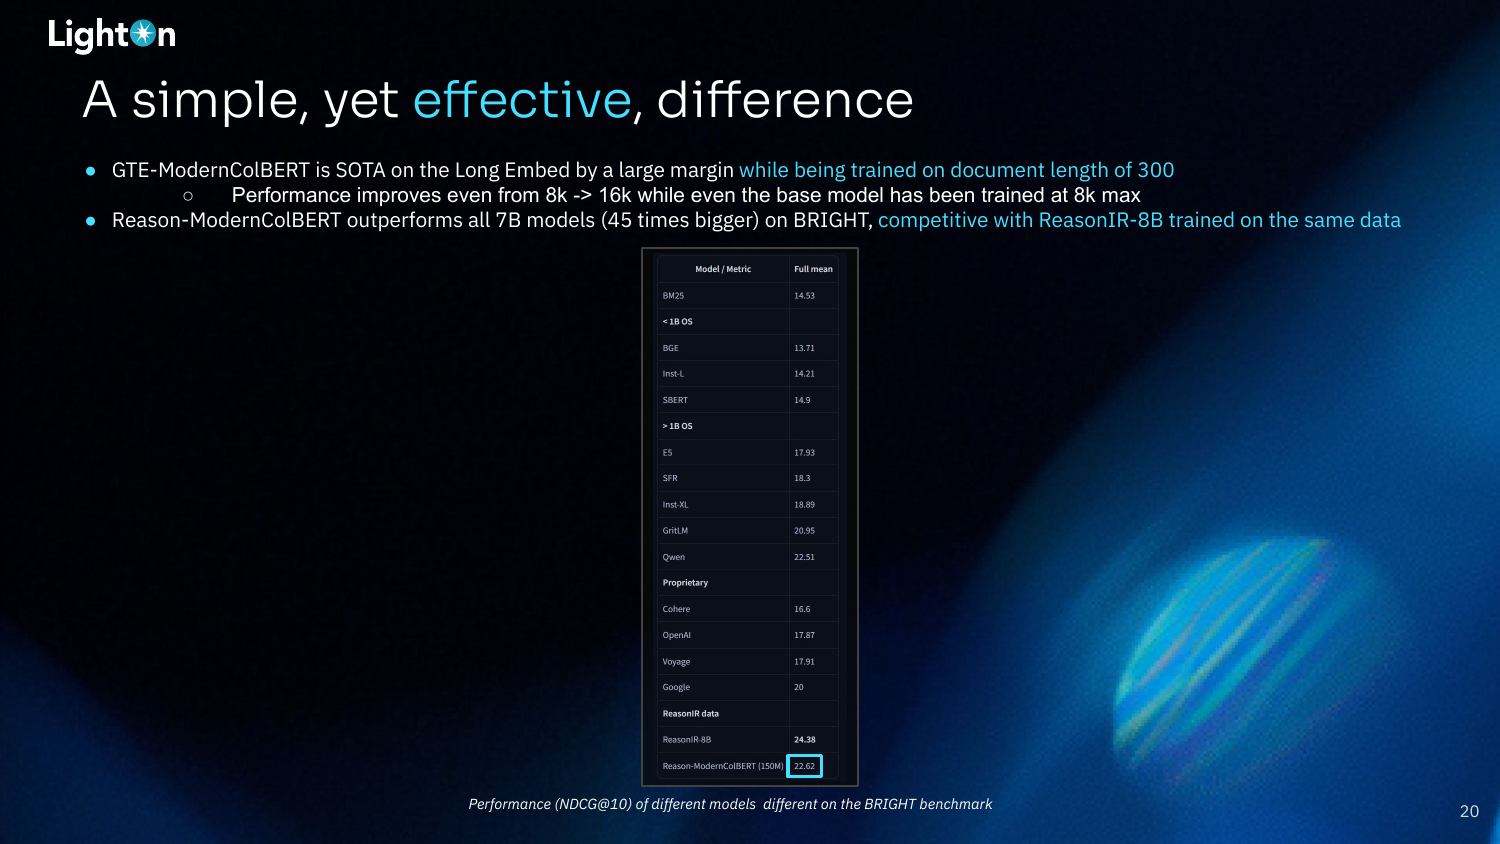 LightOn
A simple, yet effective, difference
● GTE-ModernColBERT is SOTA on the Long Embed by a large margin while being trained on document length of 300
○ Performance improves even from 8k -> 16k while even the base model has been trained at 8k max
● Reason-ModernColBERT outperforms all 7B models (45 times bigger) on BRIGHT, competitive with ReasonIR-8B trained on the same data
Model / Metric Full mean
BM25 14.53
< 1B OS
BGE 13.71
Inst-L 14.21
SBERT 14.9
> 1B OS
E5 17.93
SFR 18.3
Inst-XL 18.89
GritLM 20.95
Qwen 22.51
Proprietary
Cohere 16.6
OpenAI 17.87
Voyage 17.91
Google 20
ReasonIR data
ReasonIR-8B 24.38
Reason-ModernColBERT (150M) 22.62
Performance (NDCG@10) of different models different on the BRIGHT benchmark
20